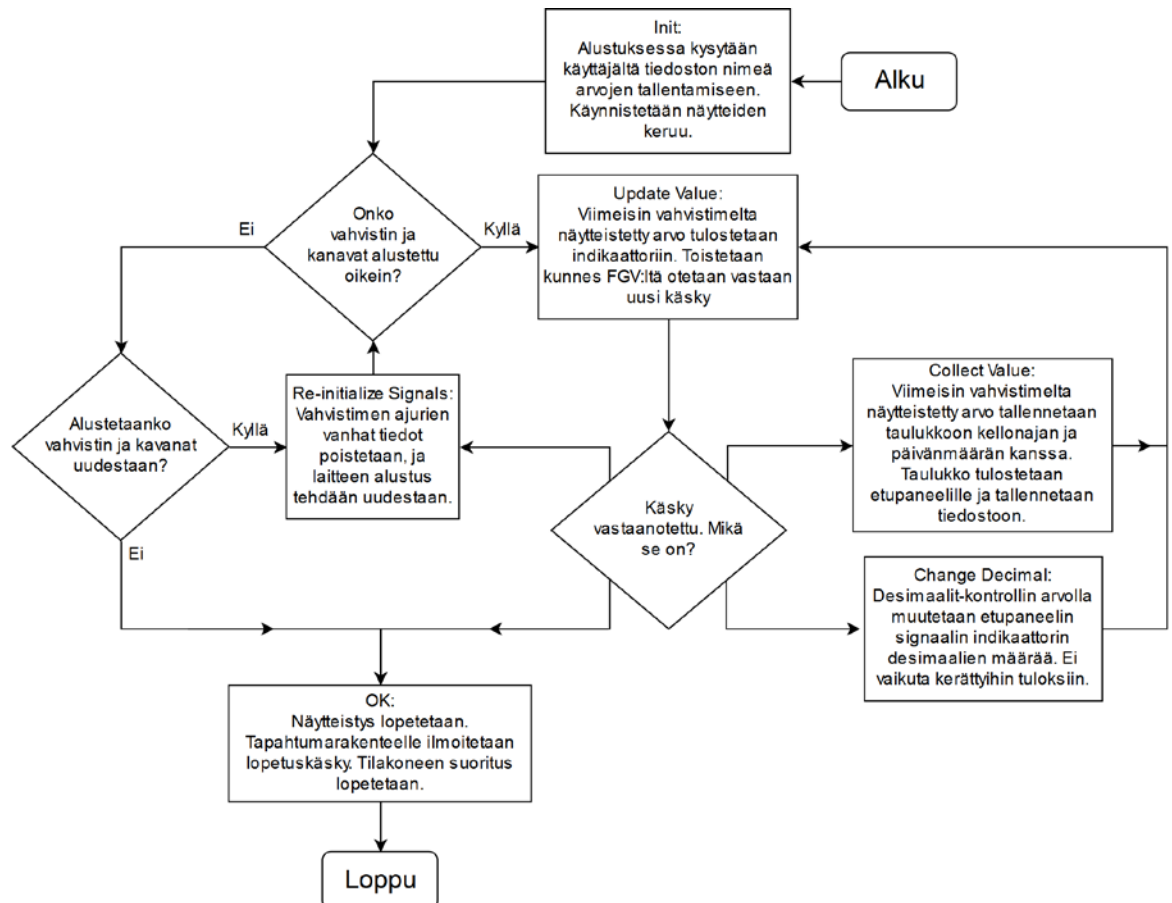 Init:
Alustuksessa kysytään
käyttäjältä tiedoston nimeä
arvojen tallentamiseen.
Käynnistetään näytteiden
keruu.
Alku
Onko
vahvistin ja
kanavat alustettu
oikein?
Ei
Kyllä
Update Value:
Viimeisin vahvistimelta
näytteistetty arvo tulostetaan
indikaattoriin. Toistetaan
kunnes FGV:ltä otetaan vastaan
uusi käsky
Alustetaanko
vahvistin ja kavanat
uudestaan?
Kyllä
Ei
Re-initialize Signals:
Vahvistimen ajurien
vanhat tiedot
poistetaan, ja
laitteen alustus
tehdään uudestaan.
Käsky
vastaanotettu. Mikä
se on?
Collect Value:
Viimeisin vahvistimelta
näytteistetty arvo tallennetaan
taulukkoon kellonajan ja
päivänmäärän kanssa.
Taulukko tulostetaan
etupaneelille ja tallennetaan
tiedostoon.
Change Decimal:
Desimaalit-kontrollin arvolla
muutetaan etupaneelin
signaalin indikaattorin
desimaalien määrää. Ei
vaikuta kerättyihin tuloksiin.
OK:
Näytteistys lopetetaan.
Tapahtumarakenteelle ilmoitetaan
lopetuskäsky. Tilakoneen suoritus
lopetetaan.
Loppu